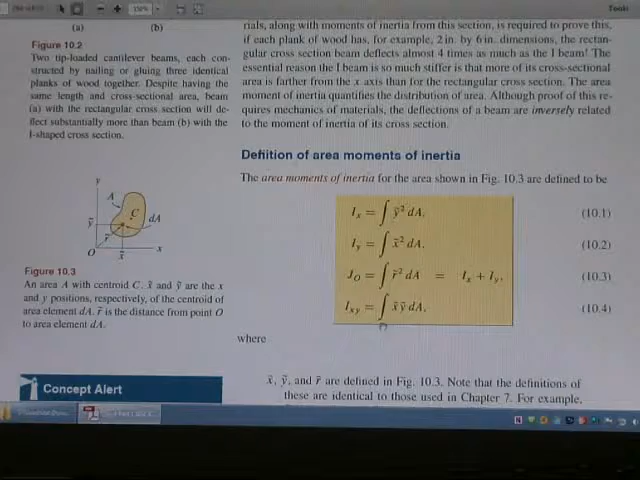 150%
Tools
(a) (b)
Figure 10.2
Two tip-loaded cantilever beams, each con-
structed by nailing or gluing three identical
planks of wood together. Despite having the
same length and cross-sectional area, beam
(a) with the rectangular cross section will de-
flect substantially more than beam (b) with the
I-shaped cross section.
y
A
C
dA
ỹ
r̃
O
x̃
x
Figure 10.3
An area A with centroid C. x̃ and ỹ are the x
and y positions, respectively, of the centroid of
area element dA. r̃ is the distance from point O
to area element dA.
Concept Alert
rials, along with moments of inertia from this section, is required to prove this,
if each plank of wood has, for example, 2 in. by 6 in. dimensions, the rectan-
gular cross section beam deflects almost 4 times as much as the I beam! The
essential reason the I beam is so much stiffer is that more of its cross-sectional
area is farther from the x axis than for the rectangular cross section. The area
moment of inertia quantifies the distribution of area. Although proof of this re-
quires mechanics of materials, the deflections of a beam are inversely related
to the moment of inertia of its cross section.
Defiition of area moments of inertia
The area moments of inertia for the area shown in Fig. 10.3 are defined to be
I_x = ∫ ỹ² dA, (10.1)
I_y = ∫ x̃² dA, (10.2)
J_O = ∫ r̃² dA = I_x + I_y, (10.3)
I_xy = ∫ x̃ỹ dA, (10.4)
where
x̃, ỹ, and r̃ are defined in Fig. 10.3. Note that the definitions of
these are identical to those used in Chapter 7. For example,